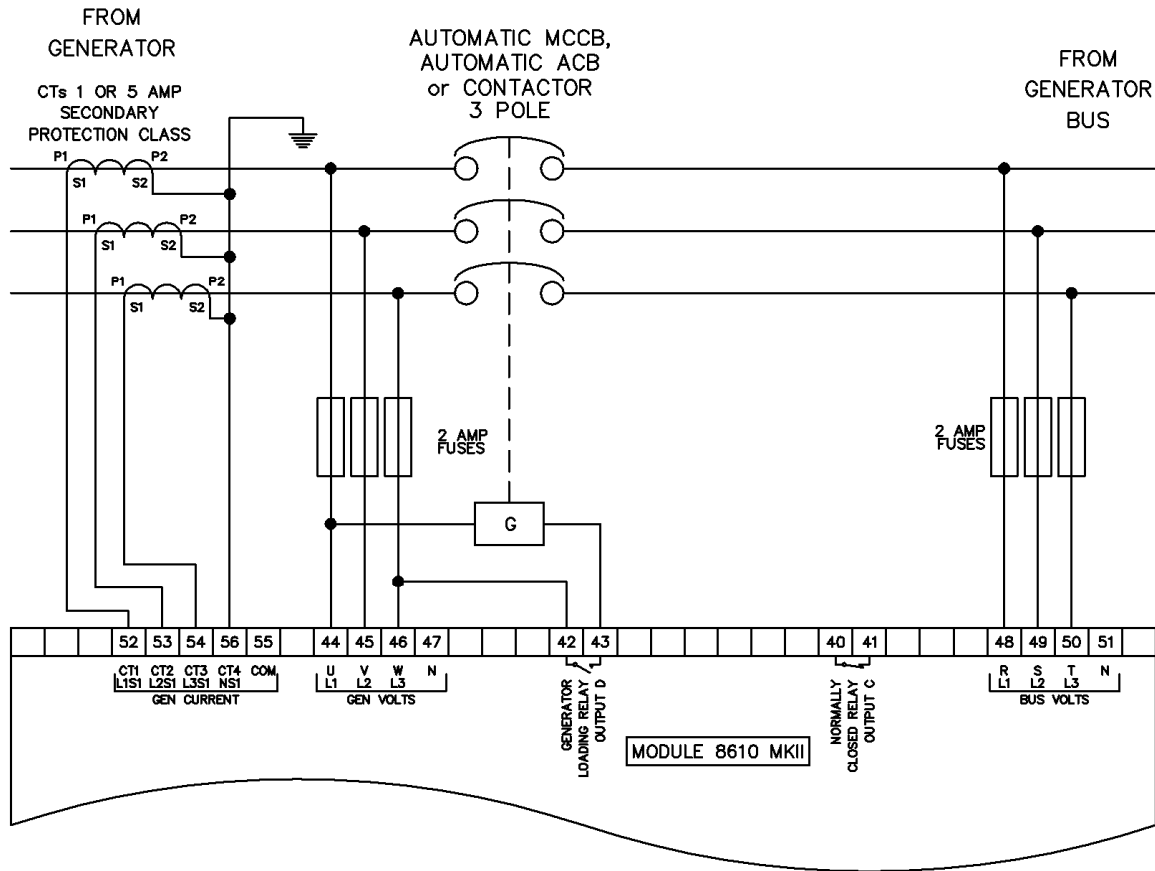 FROM
GENERATOR
CTs 1 OR 5 AMP
SECONDARY
PROTECTION CLASS
AUTOMATIC MCCB,
AUTOMATIC ACB
or CONTACTOR
3 POLE
FROM
GENERATOR
BUS
P1 P2
S1 S2
P1 P2
S1 S2
P1 P2
S1 S2
2 AMP
FUSES
2 AMP
FUSES
G
52 53 54 56 55 44 45 46 47 42 43 40 41 48 49 50 51
CT1 CT2 CT3 CT4 COM
L1S1 L2S1 L3S1 NS1
GEN CURRENT
U V W N
L1 L2 L3
GEN VOLTS
GENERATOR
LOADING RELAY
OUTPUT D
MODULE 8610 MKII
NORMALLY
CLOSED RELAY
OUTPUT C
R S T N
L1 L2 L3
BUS VOLTS